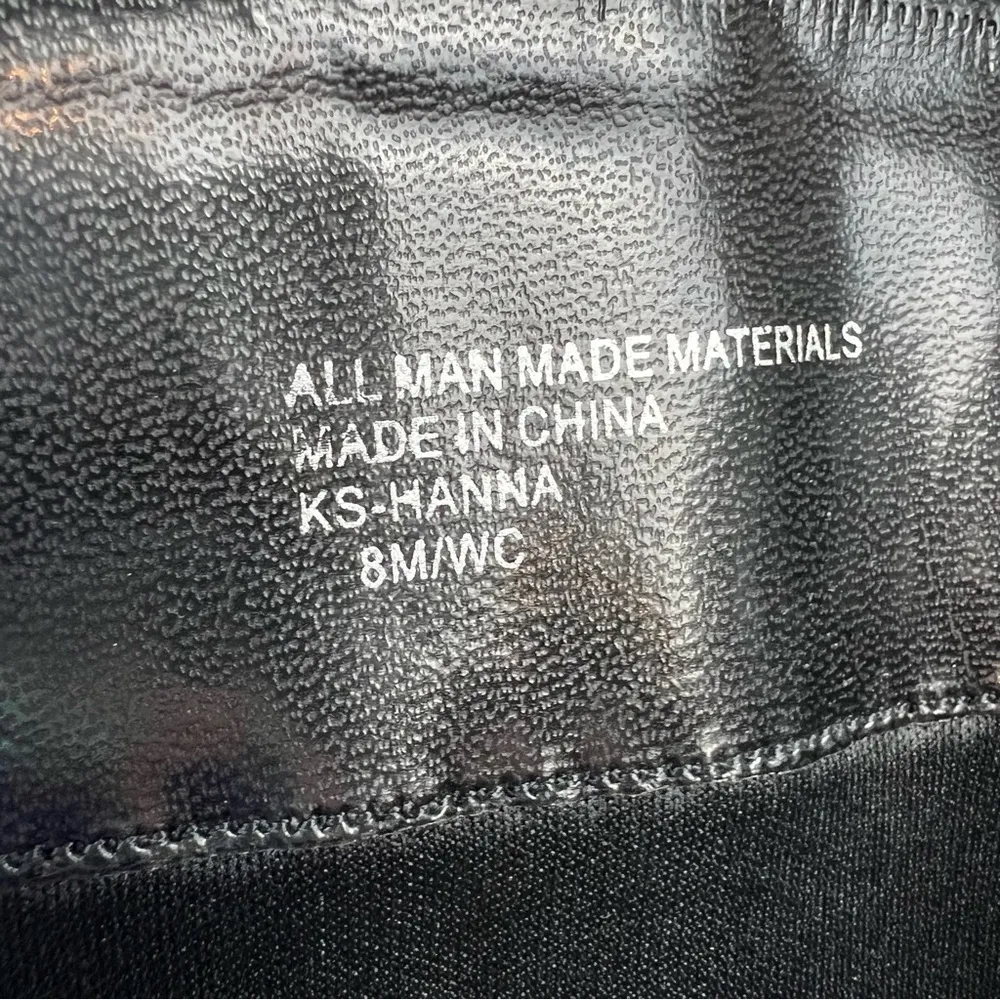 ALL MAN MADE MATERIALS
MADE IN CHINA
KS-HANNA
8M/WC